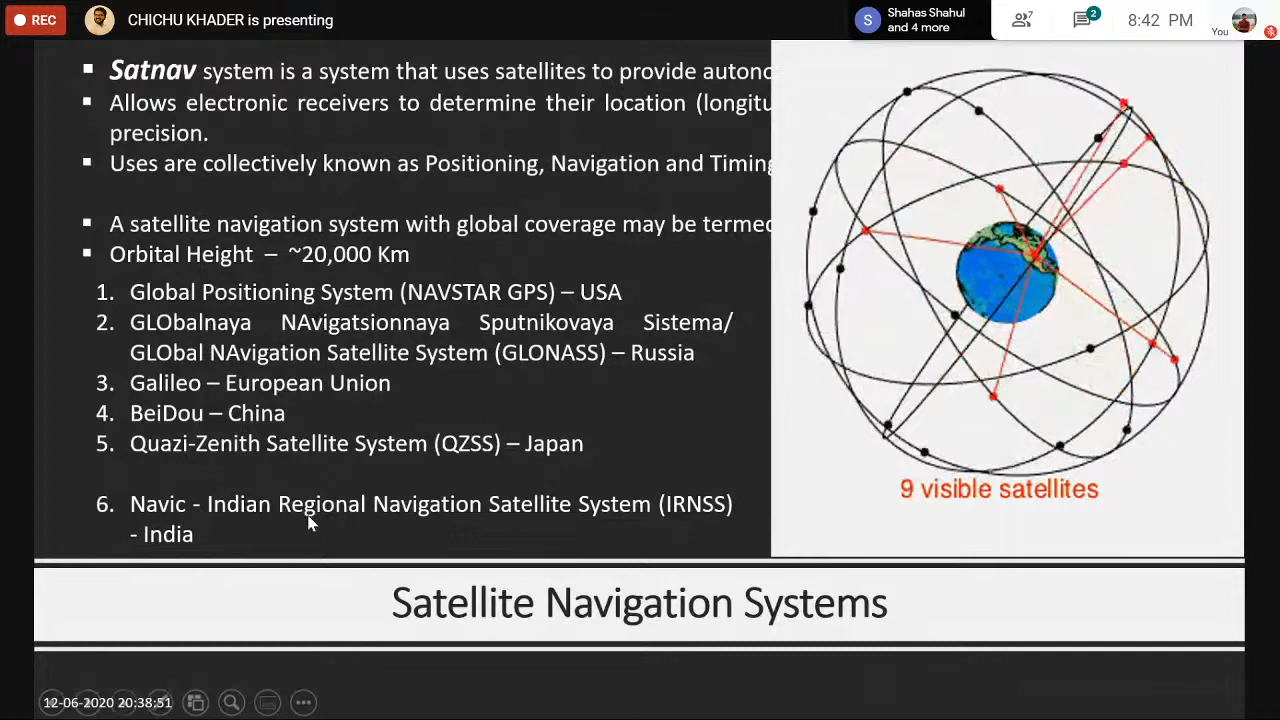 REC
CHICHU KHADER is presenting
S
Shahas Shahul
and 4 more
7
2
8:42 PM
You
Satnav system is a system that uses satellites to provide autono
Allows electronic receivers to determine their location (longitu
precision.
Uses are collectively known as Positioning, Navigation and Timing
A satellite navigation system with global coverage may be termed
Orbital Height – ~20,000 Km
1. Global Positioning System (NAVSTAR GPS) – USA
2. GLObalnaya NAvigatsionnaya Sputnikovaya Sistema/
GLObal NAvigation Satellite System (GLONASS) – Russia
3. Galileo – European Union
4. BeiDou – China
5. Quazi-Zenith Satellite System (QZSS) – Japan
6. Navic - Indian Regional Navigation Satellite System (IRNSS)
- India
9 visible satellites
Satellite Navigation Systems
12-06-2020 20:38:51